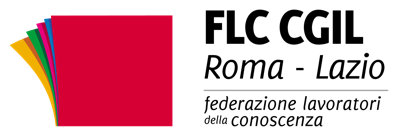 FLC CGIL
Roma - Lazio
federazione lavoratori
della conoscenza